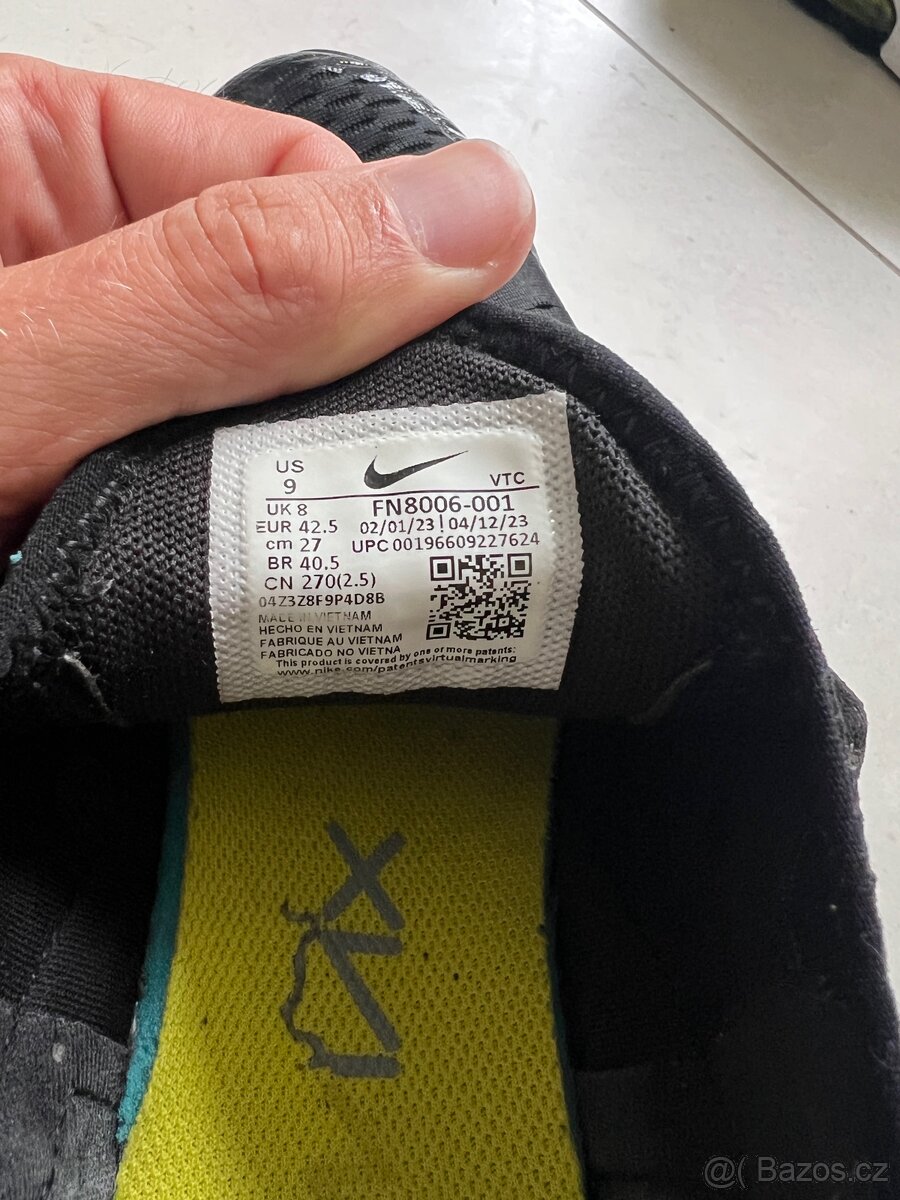 US
9
VTC
UK 8
FN8006-001
EUR 42.5
02/01/23 | 04/12/23
cm 27
UPC 00196609227624
BR 40.5
CN 270(2.5)
04Z3Z8F9P4D8B
MADE IN VIETNAM
HECHO EN VIETNAM
FABRIQUE AU VIETNAM
FABRICADO NO VIETNA
This product is covered by one or more patents:
www.nike.com/patentsvirtualmarking
@( Bazos.cz